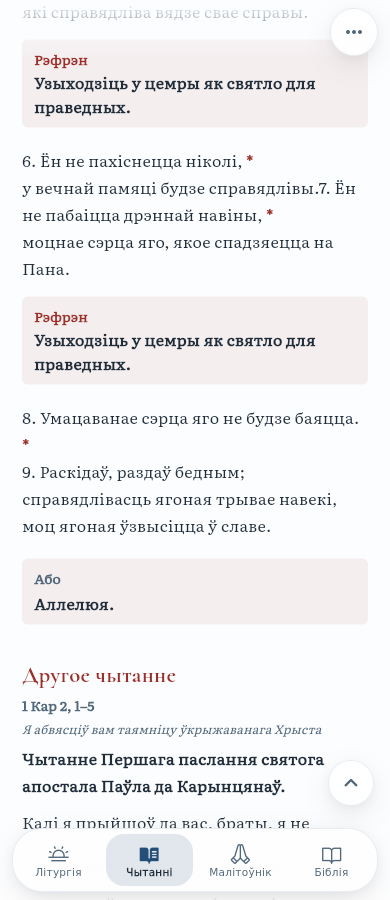 які справядліва вядзе свае справы.
Рэфрэн
Узыходзіць у цемры як святло для
праведных.
6. Ён не пахіснецца ніколі, *
у вечнай памяці будзе справядлівы.7. Ён
не пабаіцца дрэннай навіны, *
моцнае сэрца яго, якое спадзяецца на
Пана.
Рэфрэн
Узыходзіць у цемры як святло для
праведных.
8. Умацаванае сэрца яго не будзе баяцца.
*
9. Раскідаў, раздаў бедным;
справядлівасць ягоная трывае навекі,
моц ягоная ўзвысіцца ў славе.
Або
Аллелюя.
Другое чытанне
1 Кар 2, 1–5
Я абвясціў вам таямніцу ўкрыжаванага Хрыста
Чытанне Першага паслання святога
апостала Паўла да Карынцянаў.
Калі я прыйшоў да вас, браты, я не
Літургія
Чытанні
Малітоўнік
Біблія